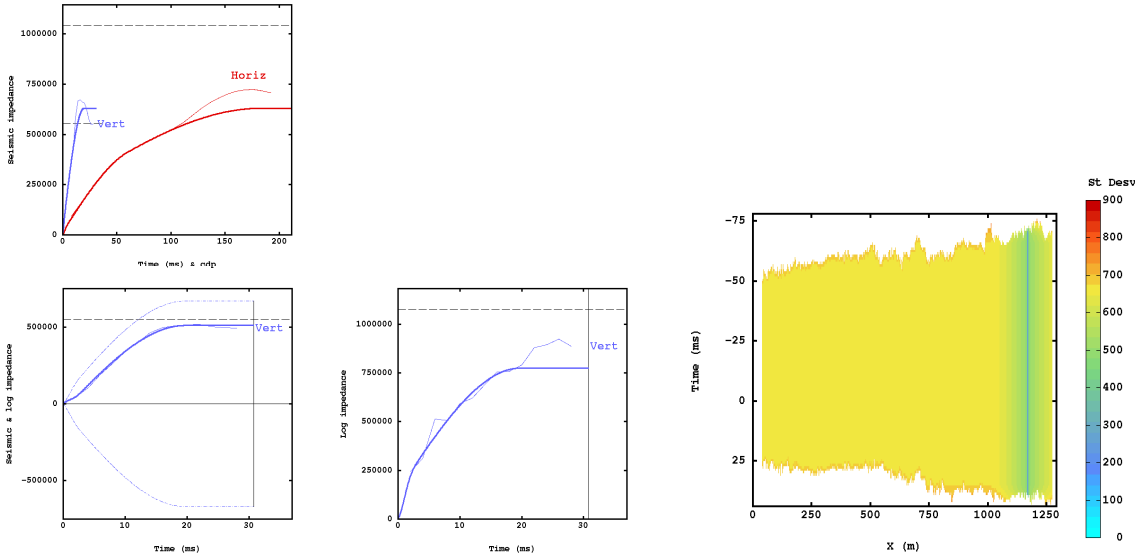 1000000
750000
500000
250000
0
Seismic impedance
Horiz
Vert
0 50 100 150 200
Time (ms) & cdp
500000
0
−500000
Seismic & log impedance
Vert
0 10 20 30
Time (ms)
1000000
750000
500000
250000
0
Log impedance
Vert
0 10 20 30
Time (ms)
St Desv
−75
−50
−25
0
25
Time (ms)
250 500 750 1000 1250
X (m)
900
800
700
600
500
400
300
200
100
0